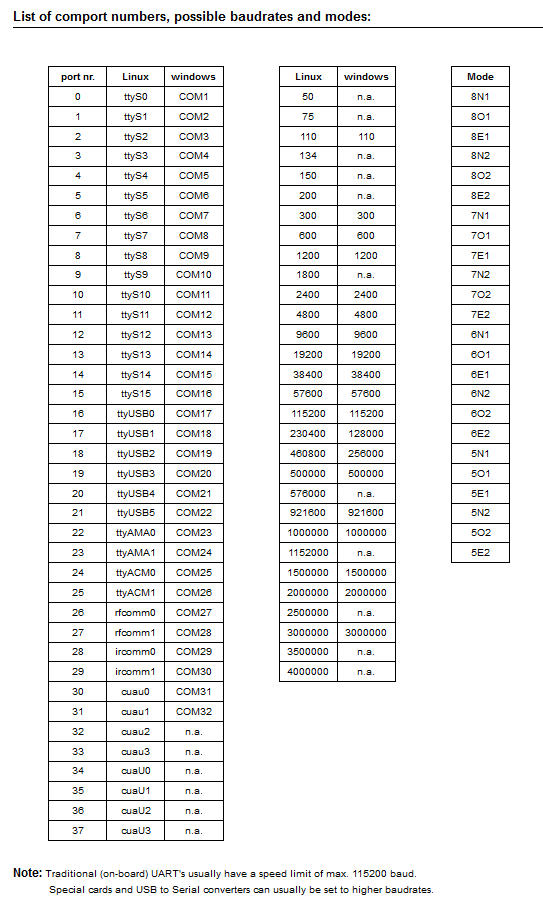 List of comport numbers, possible baudrates and modes:
port nr. Linux windows
0 ttyS0 COM1
1 ttyS1 COM2
2 ttyS2 COM3
3 ttyS3 COM4
4 ttyS4 COM5
5 ttyS5 COM6
6 ttyS6 COM7
7 ttyS7 COM8
8 ttyS8 COM9
9 ttyS9 COM10
10 ttyS10 COM11
11 ttyS11 COM12
12 ttyS12 COM13
13 ttyS13 COM14
14 ttyS14 COM15
15 ttyS15 COM16
16 ttyUSB0 COM17
17 ttyUSB1 COM18
18 ttyUSB2 COM19
19 ttyUSB3 COM20
20 ttyUSB4 COM21
21 ttyUSB5 COM22
22 ttyAMA0 COM23
23 ttyAMA1 COM24
24 ttyACM0 COM25
25 ttyACM1 COM26
26 rfcomm0 COM27
27 rfcomm1 COM28
28 ircomm0 COM29
29 ircomm1 COM30
30 cuau0 COM31
31 cuau1 COM32
32 cuau2 n.a.
33 cuau3 n.a.
34 cuaU0 n.a.
35 cuaU1 n.a.
36 cuaU2 n.a.
37 cuaU3 n.a.
Linux windows
50 n.a.
75 n.a.
110 110
134 n.a.
150 n.a.
200 n.a.
300 300
600 600
1200 1200
1800 n.a.
2400 2400
4800 4800
9600 9600
19200 19200
38400 38400
57600 57600
115200 115200
230400 128000
460800 256000
500000 500000
576000 n.a.
921600 921600
1000000 1000000
1152000 n.a.
1500000 1500000
2000000 2000000
2500000 n.a.
3000000 3000000
3500000 n.a.
4000000 n.a.
Mode
8N1
8O1
8E1
8N2
8O2
8E2
7N1
7O1
7E1
7N2
7O2
7E2
6N1
6O1
6E1
6N2
6O2
6E2
5N1
5O1
5E1
5N2
5O2
5E2
Note: Traditional (on-board) UART's usually have a speed limit of max. 115200 baud.
Special cards and USB to Serial converters can usually be set to higher baudrates.